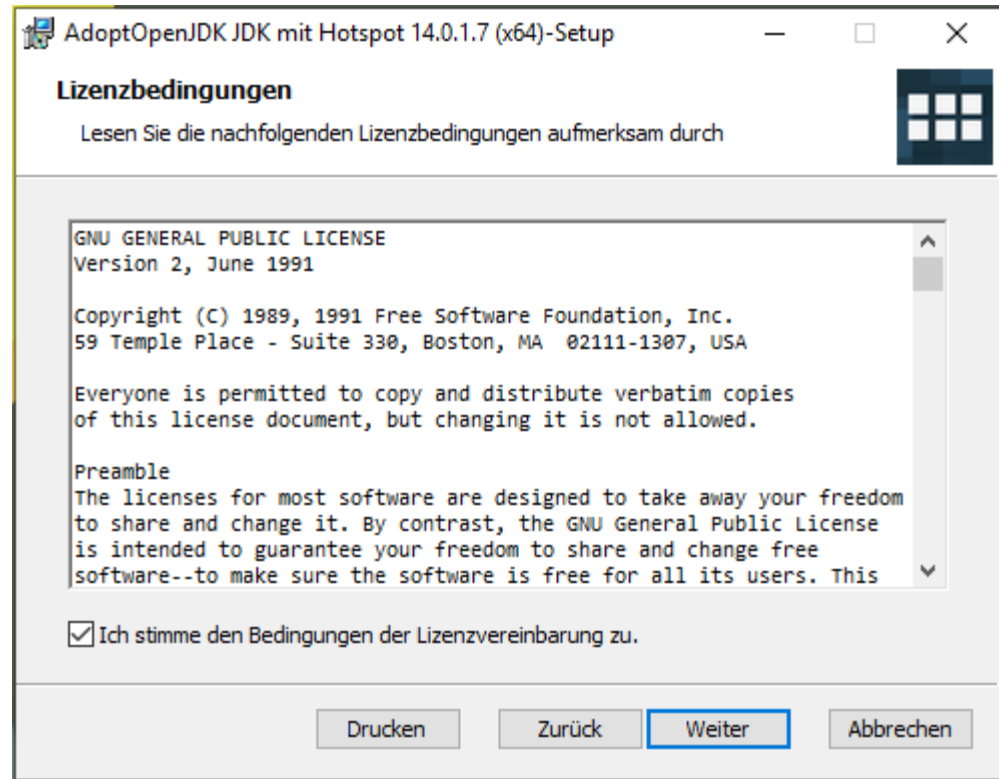 AdoptOpenJDK JDK mit Hotspot 14.0.1.7 (x64)-Setup
Lizenzbedingungen
Lesen Sie die nachfolgenden Lizenzbedingungen aufmerksam durch
GNU GENERAL PUBLIC LICENSE
Version 2, June 1991
Copyright (C) 1989, 1991 Free Software Foundation, Inc.
59 Temple Place - Suite 330, Boston, MA  02111-1307, USA
Everyone is permitted to copy and distribute verbatim copies
of this license document, but changing it is not allowed.
Preamble
The licenses for most software are designed to take away your freedom
to share and change it. By contrast, the GNU General Public License
is intended to guarantee your freedom to share and change free
software--to make sure the software is free for all its users. This
Ich stimme den Bedingungen der Lizenzvereinbarung zu.
Drucken Zurück Weiter Abbrechen